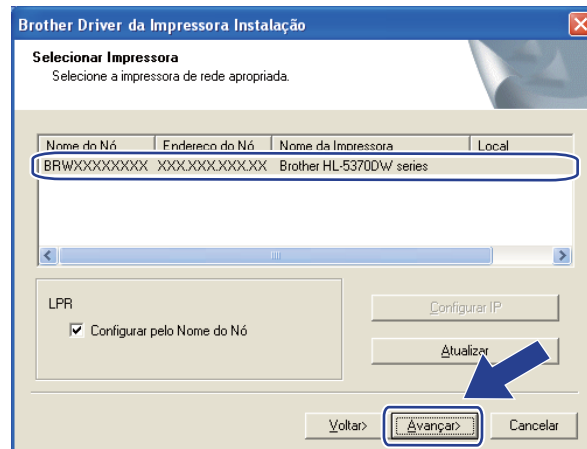 Brother Driver da Impressora Instalação
Selecionar Impressora
Selecione a impressora de rede apropriada.
Nome do Nó Endereço do Nó Nome da Impressora Local
BRWXXXXXXXX XXX.XXX.XXX.XX Brother HL-5370DW series
LPR
Configurar pelo Nome do Nó
Configurar IP
Atualizar
Voltar> Avançar> Cancelar